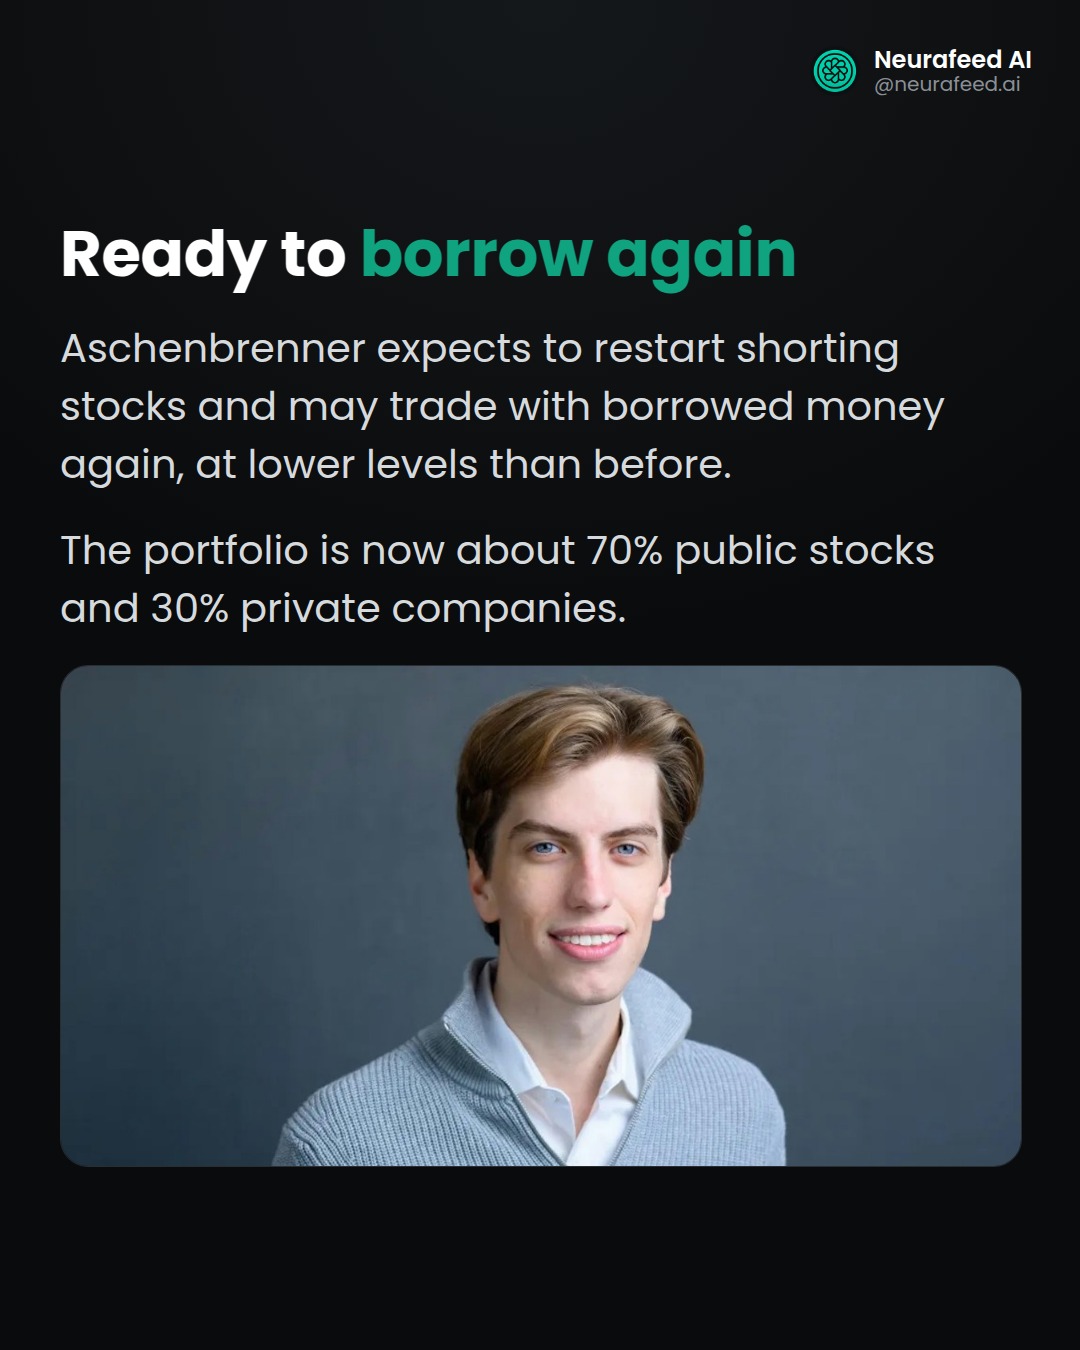 Neurafeed AI
@neurafeed.ai
Ready to borrow again
Aschenbrenner expects to restart shorting
stocks and may trade with borrowed money
again, at lower levels than before.
The portfolio is now about 70% public stocks
and 30% private companies.